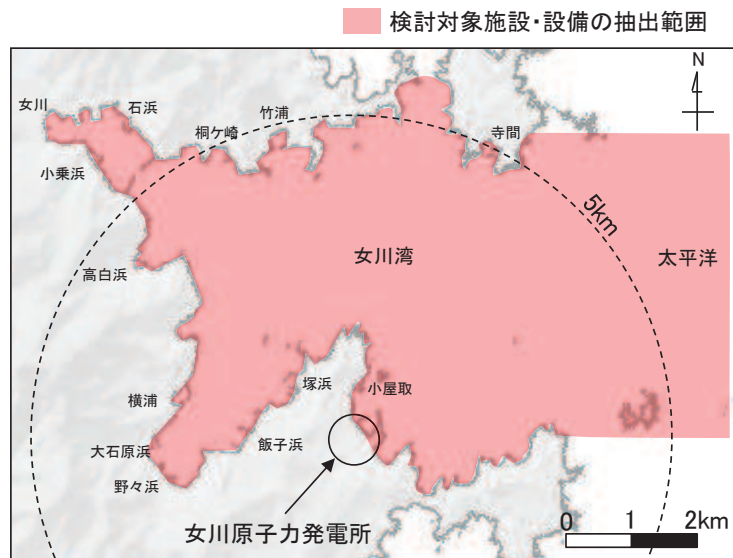 検討対象施設・設備の抽出範囲
N
女川
石浜
竹浦
桐ケ崎
寺間
小乗浜
5km
女川湾
太平洋
高白浜
塚浜
小屋取
横浦
大石原浜
飯子浜
野々浜
女川原子力発電所
0 1 2km